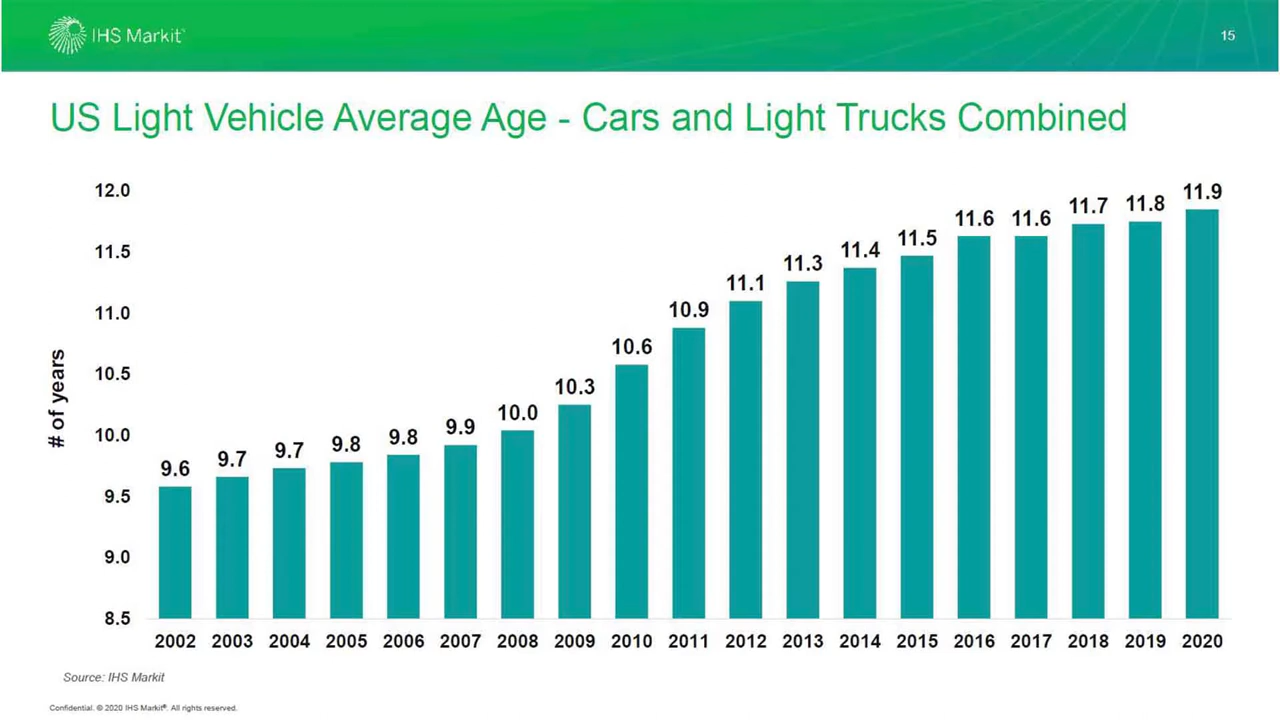 IHS Markit
15
US Light Vehicle Average Age - Cars and Light Trucks Combined
# of years
12.0
11.5
11.0
10.5
10.0
9.5
9.0
8.5
9.6 9.7 9.7 9.8 9.8 9.9 10.0 10.3 10.6 10.9 11.1 11.3 11.4 11.5 11.6 11.6 11.7 11.8 11.9
2002 2003 2004 2005 2006 2007 2008 2009 2010 2011 2012 2013 2014 2015 2016 2017 2018 2019 2020
Source: IHS Markit
Confidential. © 2020 IHS Markit®. All rights reserved.